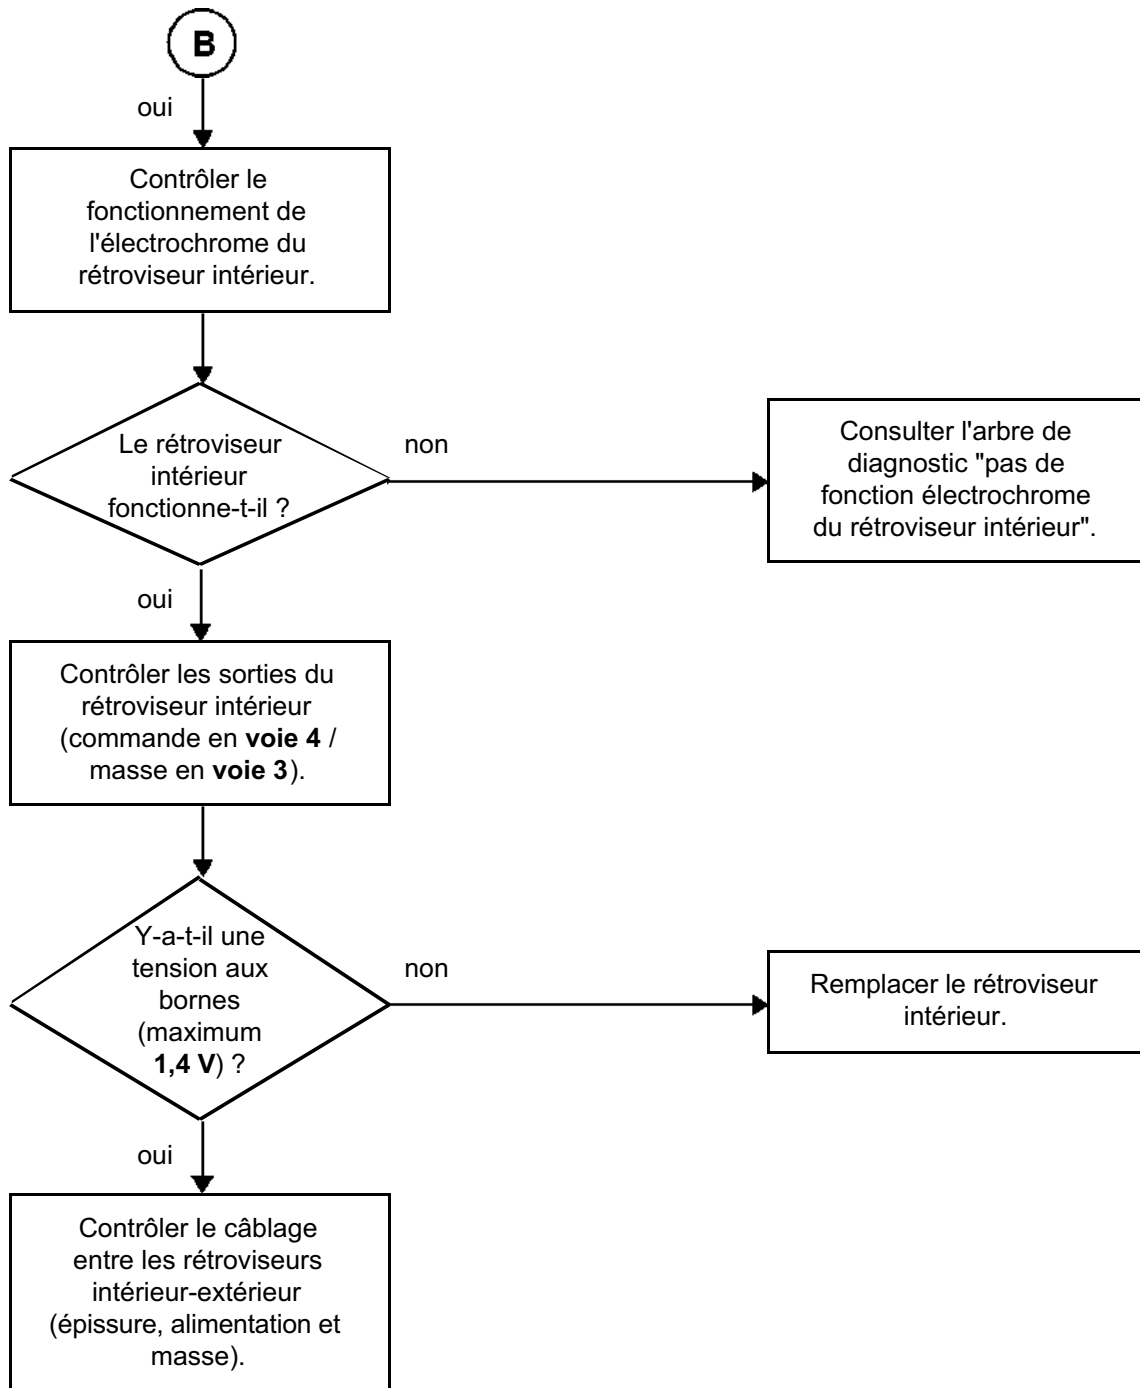 B
oui
Contrôler le
fonctionnement de
l'électrochrome du
rétroviseur intérieur.
Le rétroviseur
intérieur
fonctionne-t-il ?
non
Consulter l'arbre de
diagnostic "pas de
fonction électrochrome
du rétroviseur intérieur".
oui
Contrôler les sorties du
rétroviseur intérieur
(commande en voie 4 /
masse en voie 3).
Y-a-t-il une
tension aux
bornes
(maximum
1,4 V) ?
non
Remplacer le rétroviseur
intérieur.
oui
Contrôler le câblage
entre les rétroviseurs
intérieur-extérieur
(épissure, alimentation et
masse).